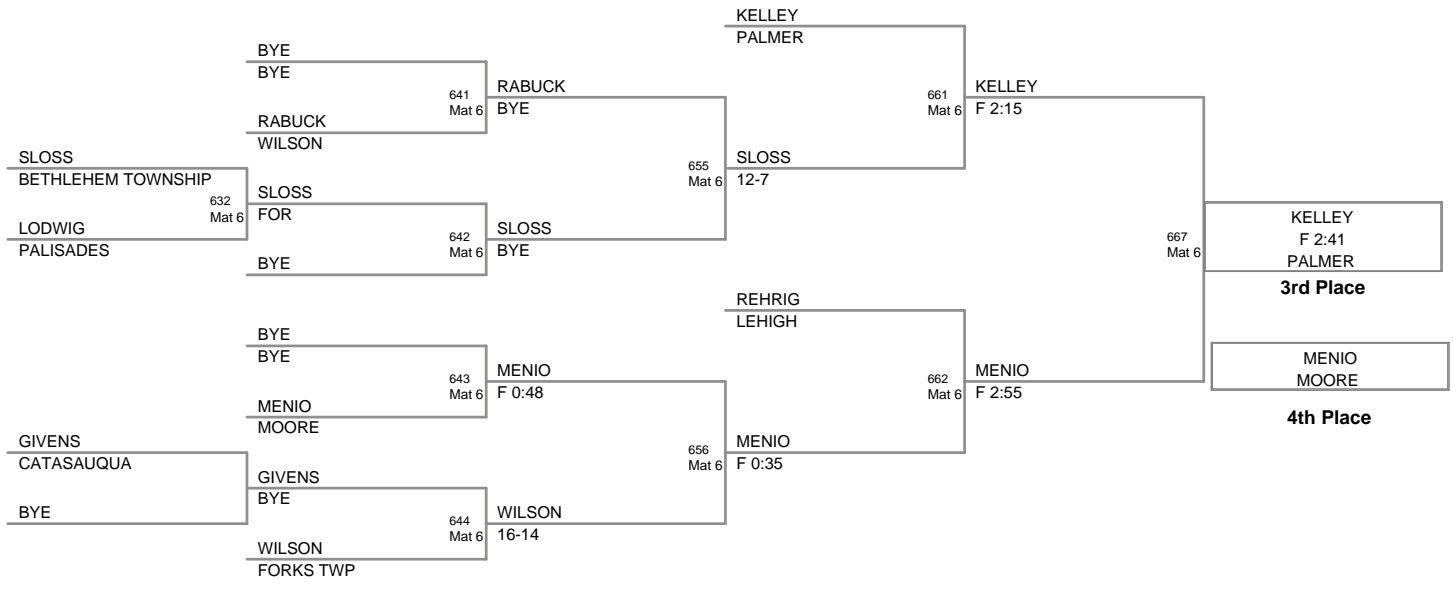 KELLEY
PALMER
BYE
BYE
641
Mat 6
RABUCK
BYE
661
Mat 6
KELLEY
F 2:15
RABUCK
WILSON
SLOSS
BETHLEHEM TOWNSHIP
655
Mat 6
SLOSS
12-7
632
Mat 6
SLOSS
FOR
LODWIG
PALISADES
642
Mat 6
SLOSS
BYE
BYE
667
Mat 6
KELLEY
F 2:41
PALMER
3rd Place
REHRIG
LEHIGH
BYE
BYE
643
Mat 6
MENIO
F 0:48
662
Mat 6
MENIO
F 2:55
MENIO
MOORE
4th Place
MENIO
MOORE
GIVENS
CATASAUQUA
656
Mat 6
MENIO
F 0:35
GIVENS
BYE
BYE
644
Mat 6
WILSON
16-14
WILSON
FORKS TWP